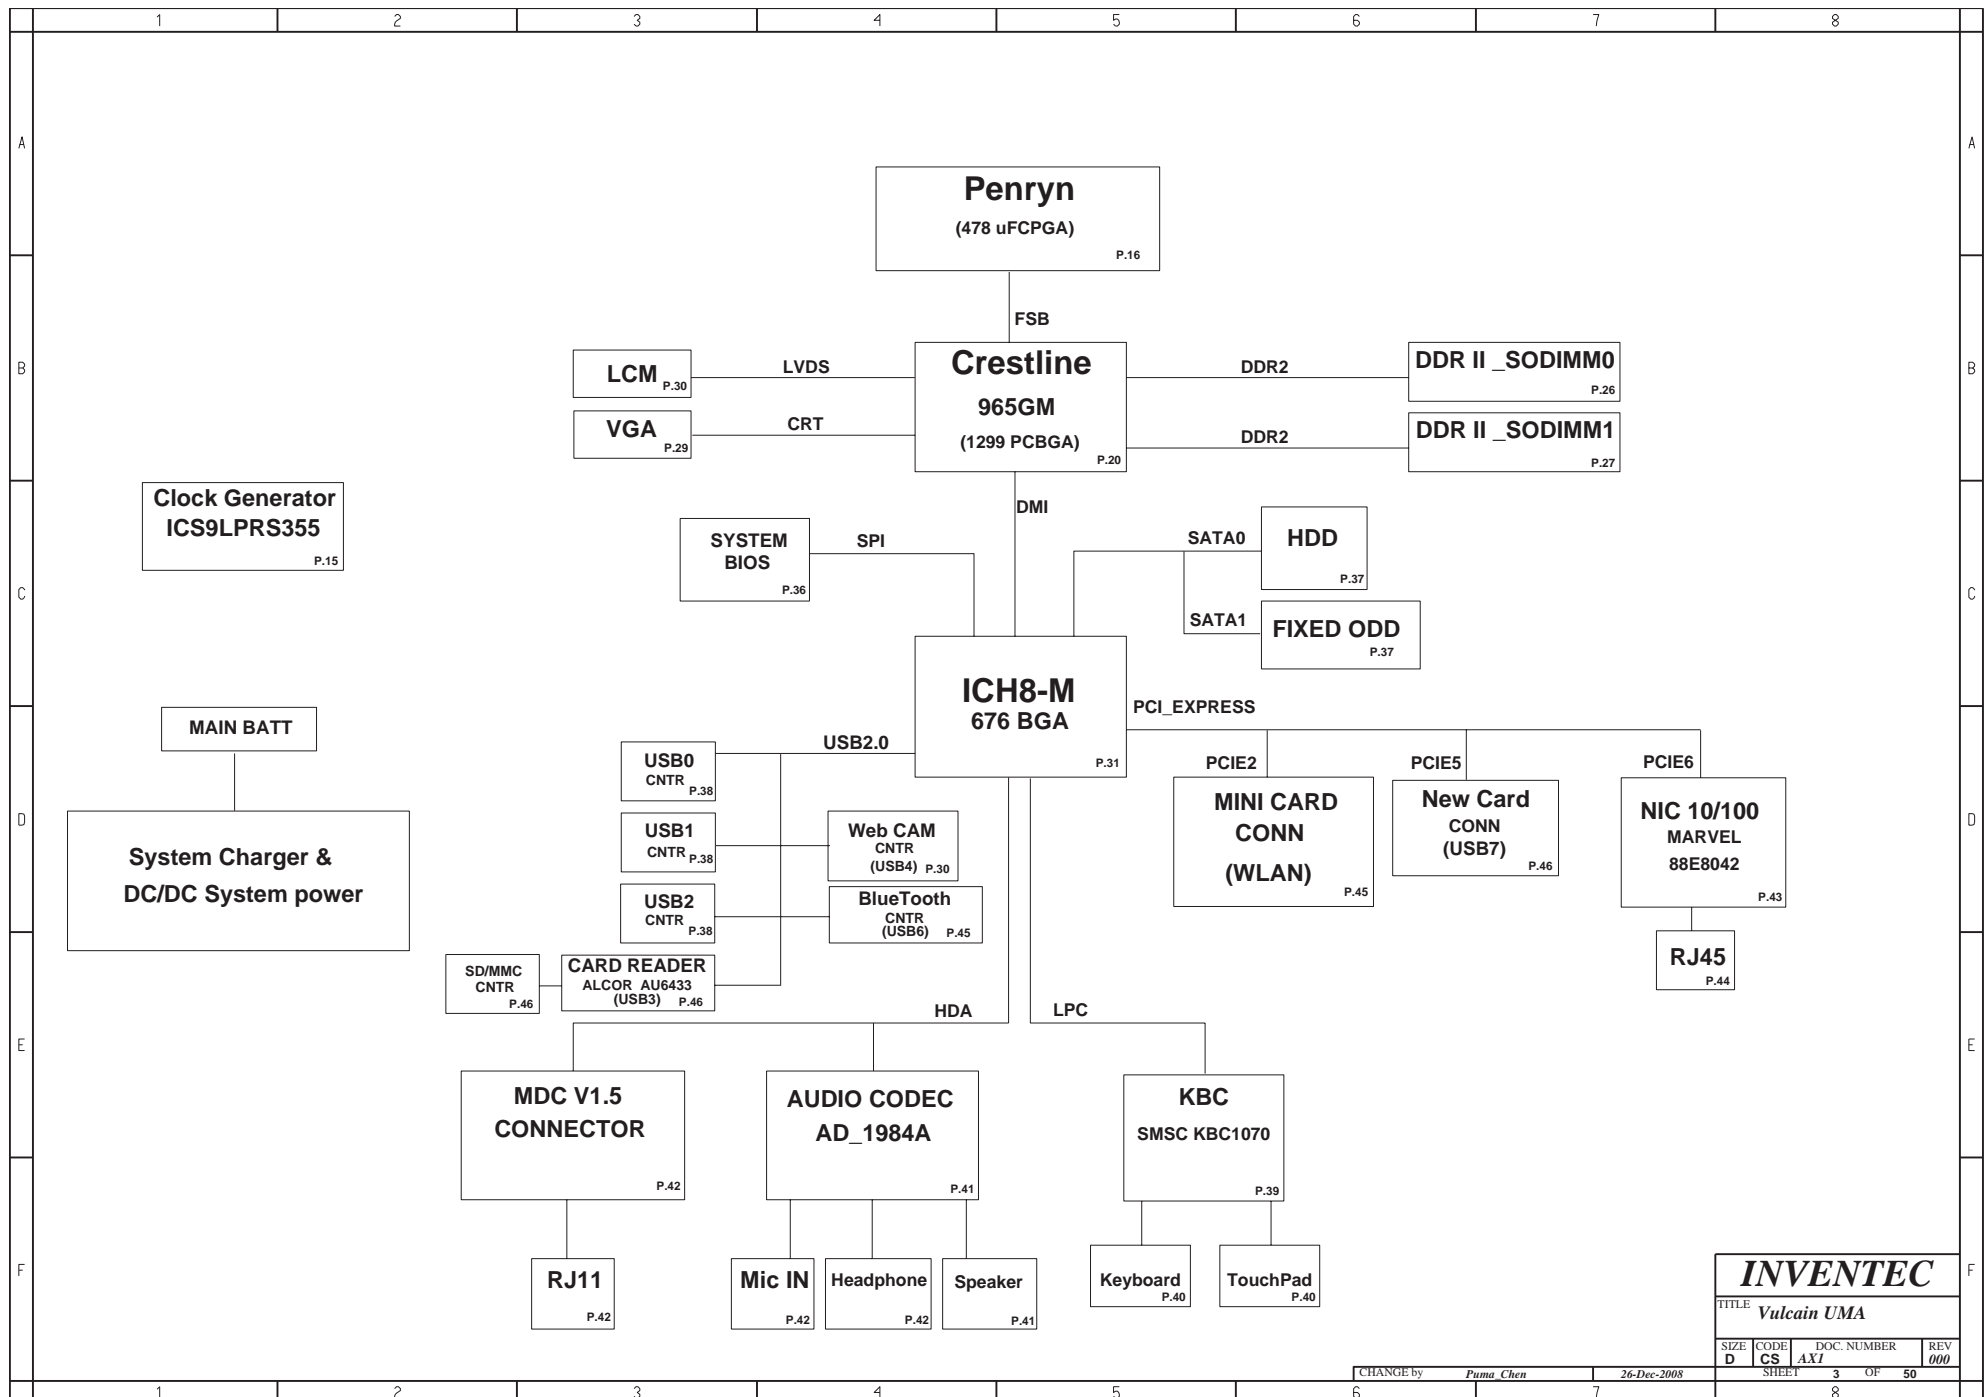 1 2 3 4 5 6 7 8
A A
Penryn
(478 uFCPGA)
P.16
FSB
B B
LCM P.30
LVDS
Crestline
965GM
(1299 PCBGA)
P.20
DDR2
DDR II _SODIMM0
P.26
VGA P.29
CRT
DDR2
DDR II _SODIMM1
P.27
Clock Generator
ICS9LPRS355
P.15
DMI
SYSTEM
BIOS
P.36
SPI
SATA0
HDD
P.37
C C
SATA1
FIXED ODD
P.37
ICH8-M
676 BGA
P.31
PCI_EXPRESS
MAIN BATT
USB2.0
USB0
CNTR
P.38
PCIE2
PCIE5
PCIE6
D D
System Charger &
DC/DC System power
USB1
CNTR P.38
Web CAM
CNTR
(USB4) P.30
MINI CARD
CONN
(WLAN)
P.45
New Card
CONN
(USB7)
P.46
NIC 10/100
MARVEL
88E8042
P.43
USB2
CNTR
P.38
BlueTooth
CNTR
(USB6) P.45
RJ45
P.44
SD/MMC
CNTR
P.46
CARD READER
ALCOR AU6433
(USB3) P.46
HDA
LPC
E E
MDC V1.5
CONNECTOR
P.42
AUDIO CODEC
AD_1984A
P.41
KBC
SMSC KBC1070
P.39
F F
RJ11
P.42
Mic IN
P.42
Headphone
P.42
Speaker
P.41
Keyboard
P.40
TouchPad
P.40
INVENTEC
TITLE Vulcain UMA
SIZE CODE DOC. NUMBER REV
D CS AX1 000
CHANGE by Puma_Chen 26-Dec-2008 SHEET 3 OF 50
1 2 3 4 5 6 7 8